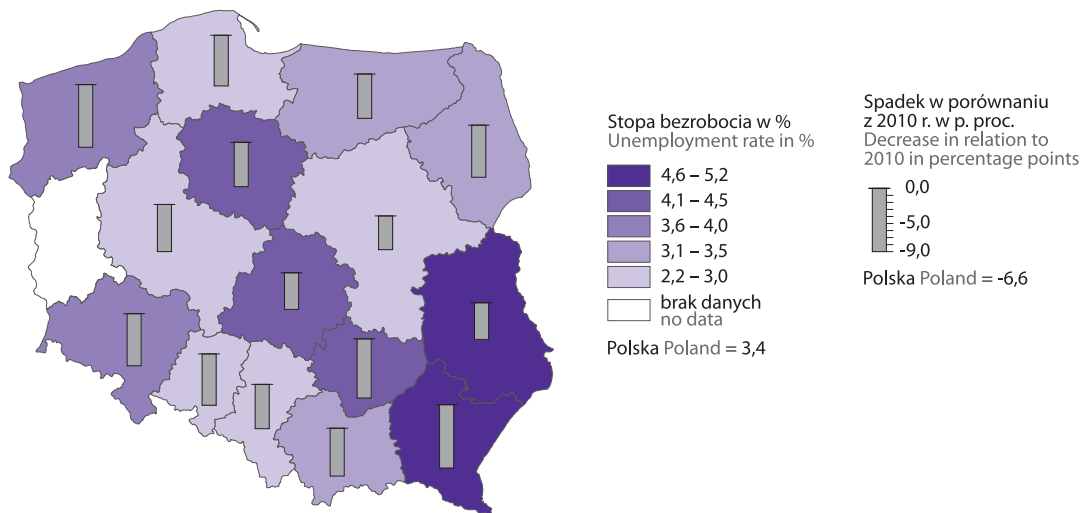 Stopa bezrobocia w %
Unemployment rate in %
4,6 – 5,2
4,1 – 4,5
3,6 – 4,0
3,1 – 3,5
2,2 – 3,0
brak danych
no data
Polska Poland = 3,4
Spadek w porównaniu
z 2010 r. w p. proc.
Decrease in relation to
2010 in percentage points
0,0
-5,0
-9,0
Polska Poland = -6,6